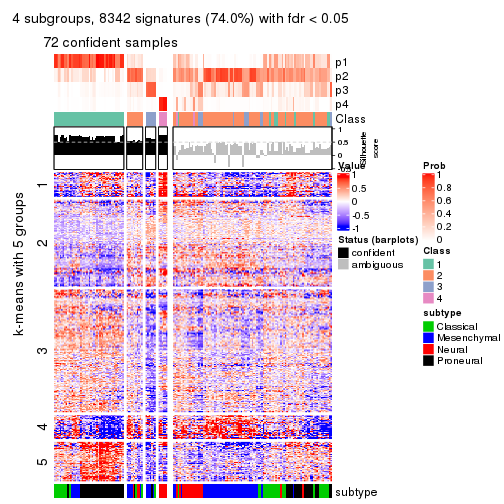 4 subgroups, 8342 signatures (74.0%) with fdr < 0.05
72 confident samples
p1
p2
p3
p4
Class
1
0.5
0
Silhouette
score
k-means with 5 groups
1
2
3
4
5
subtype
Value
1
0.5
0
-0.5
-1
Status (barplots)
confident
ambiguous
Prob
1
0.8
0.6
0.4
0.2
0
Class
1
2
3
4
subtype
Classical
Mesenchymal
Neural
Proneural